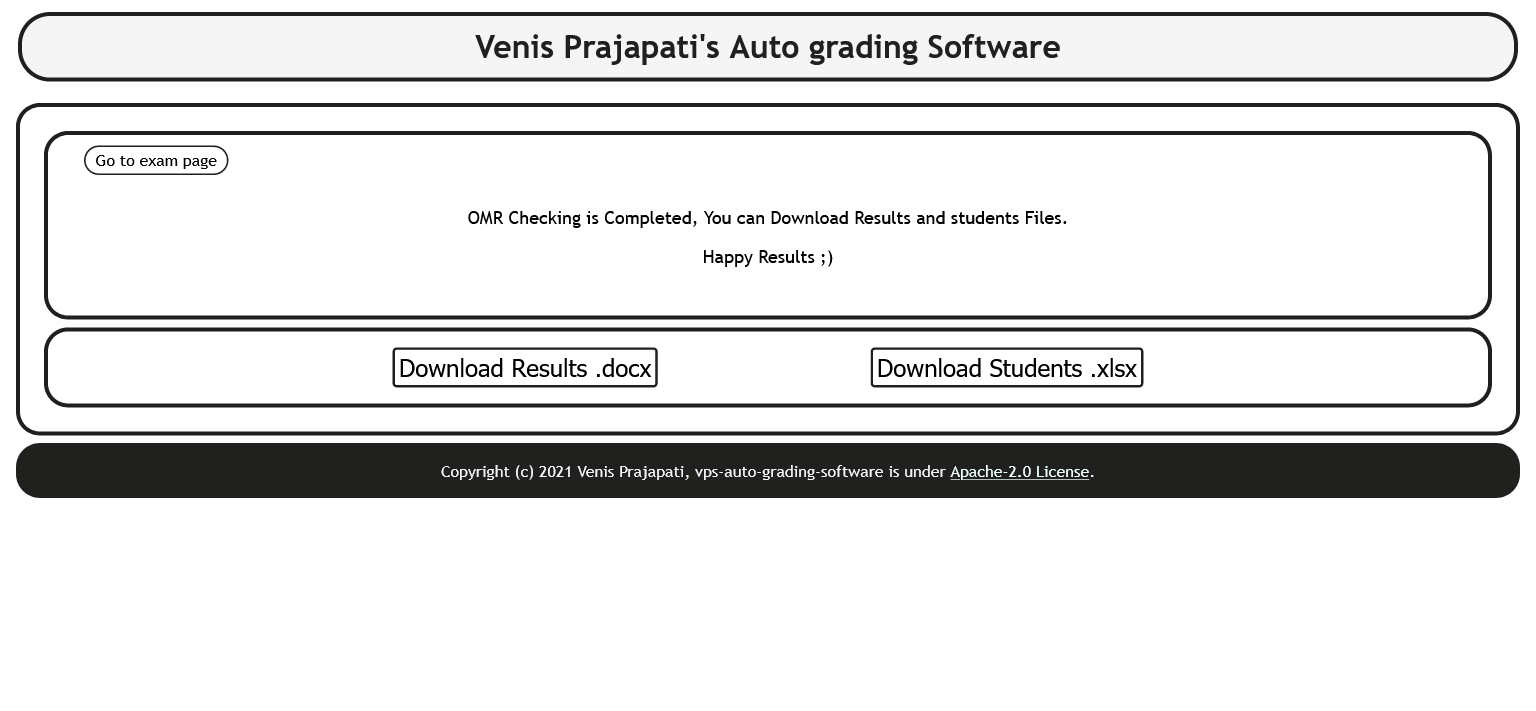 Venis Prajapati's Auto grading Software
Go to exam page
OMR Checking is Completed, You can Download Results and students Files.
Happy Results ;)
Download Results .docx
Download Students .xlsx
Copyright (c) 2021 Venis Prajapati, vps-auto-grading-software is under Apache-2.0 License.